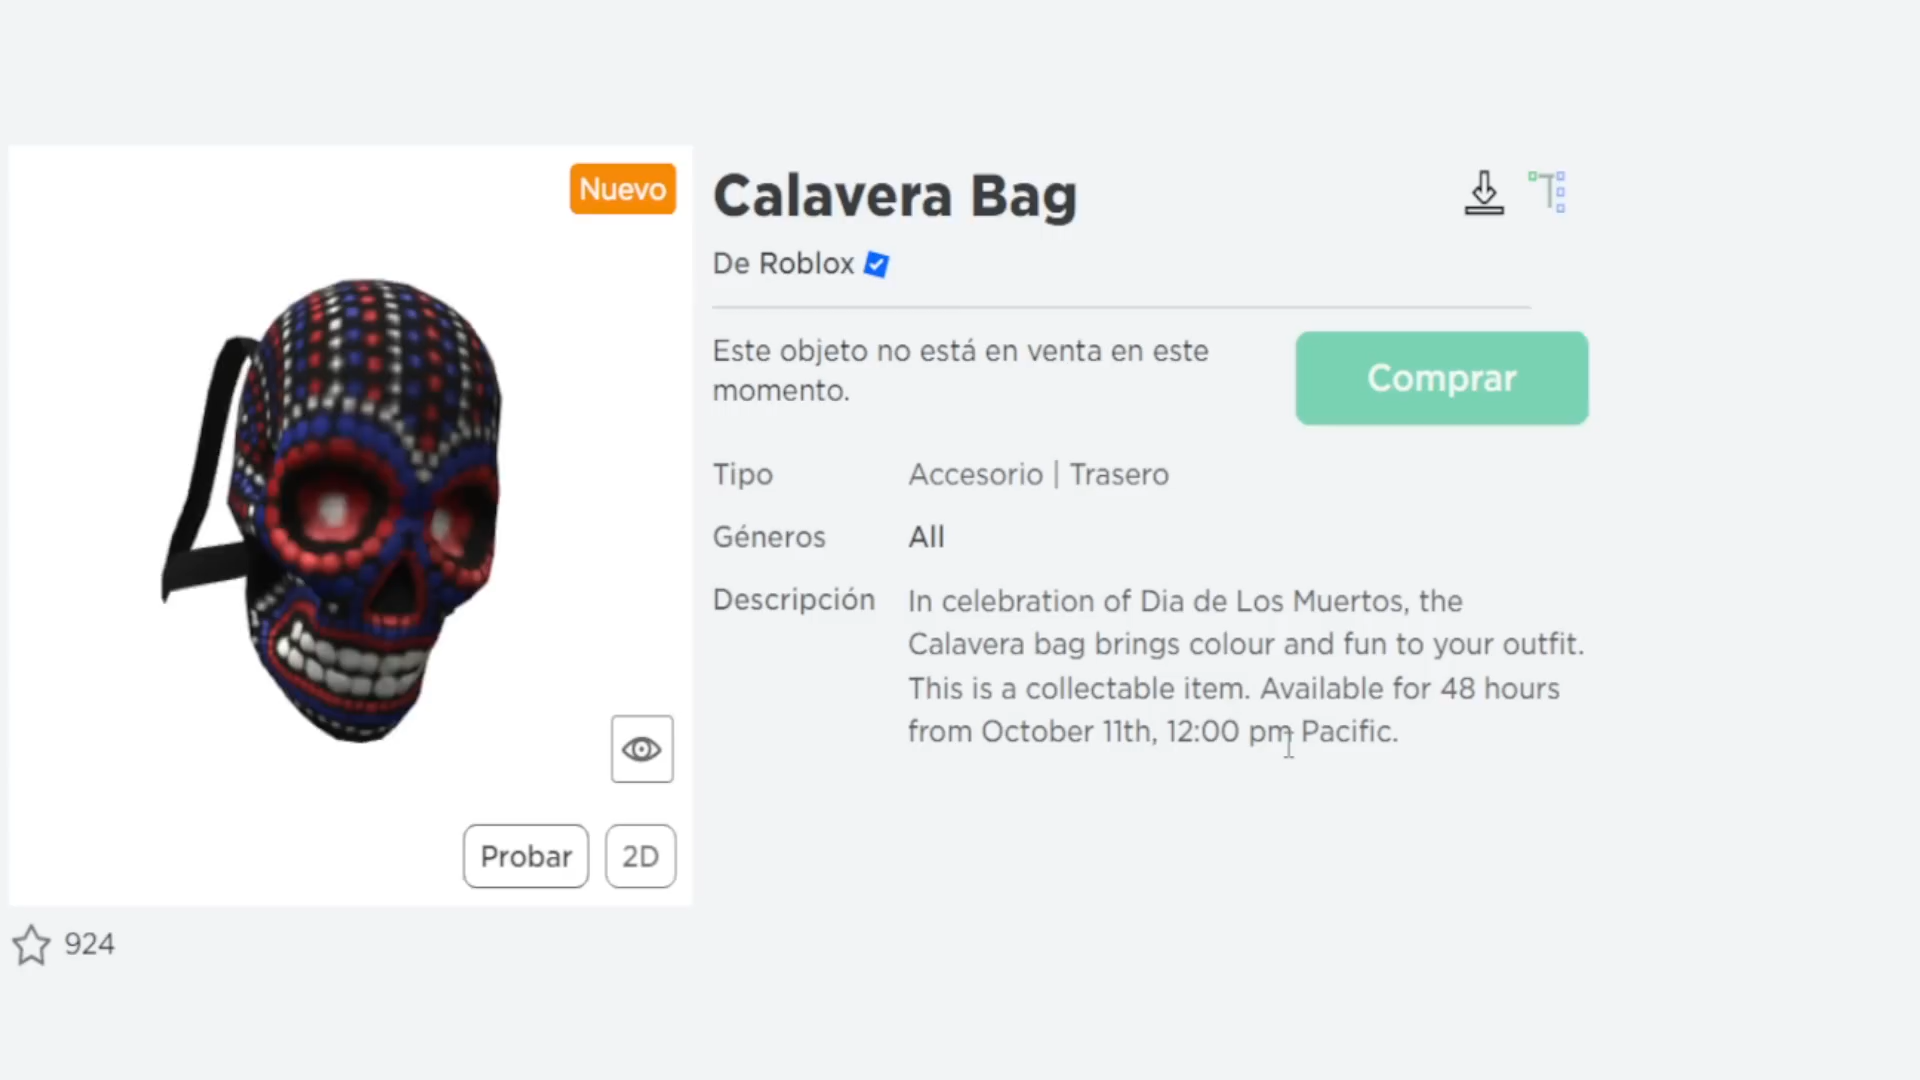 Nuevo
Calavera Bag
De Roblox
Este objeto no está en venta en este
momento.
Comprar
Tipo
Accesorio | Trasero
Géneros
All
Descripción
In celebration of Dia de Los Muertos, the
Calavera bag brings colour and fun to your outfit.
This is a collectable item. Available for 48 hours
from October 11th, 12:00 pm Pacific.
Probar
2D
924